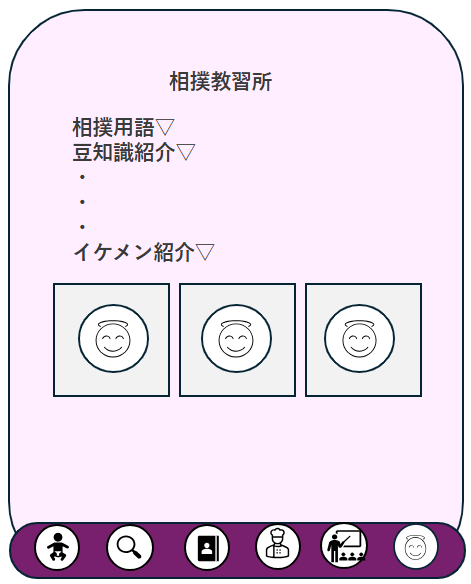 相撲教習所
相撲用語▽
豆知識紹介▽
・
・
・
イケメン紹介▽